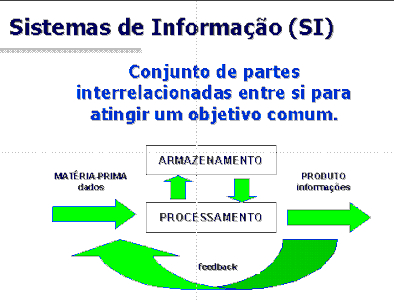 Sistemas de Informação (SI)
Conjunto de partes
interrelacionadas entre si para
atingir um objetivo comum.
ARMAZENAMENTO
MATÉRIA-PRIMA
dados
PRODUTO
informações
PROCESSAMENTO
feedback